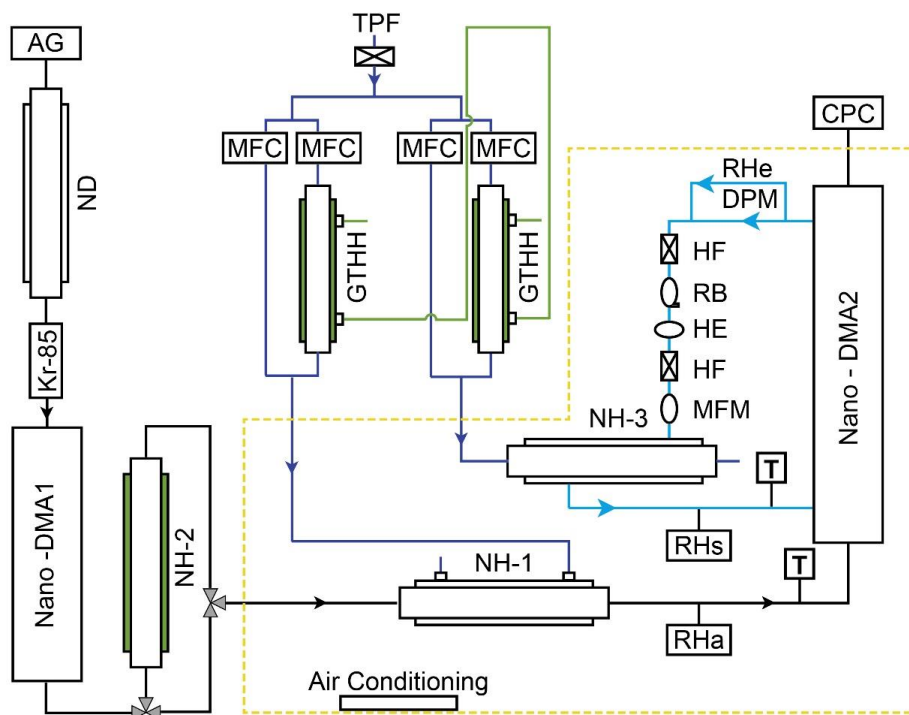 TPF
AG
MFC
MFC
MFC
MFC
CPC
ND
GTHH
GTHH
RHe
DPM
HF
RB
HE
HF
MFM
Kr-85
Nano - DMA2
NH-3
T
Nano -DMA1
NH-2
RHs
NH-1
T
RHa
Air Conditioning